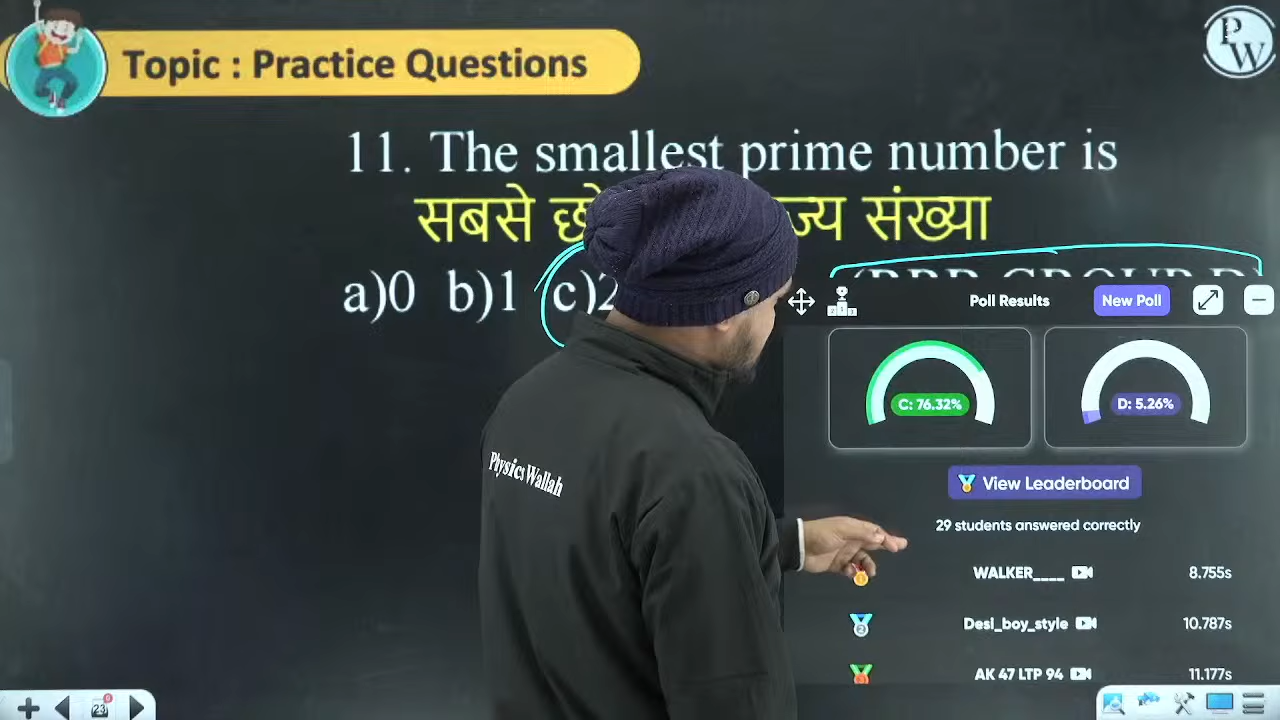 Topic : Practice Questions
PW
11. The smallest prime number is
सबसे संख्या
a)0 b)1 c)2
Poll Results
New Poll
C: 76.32%
D: 5.26%
View Leaderboard
29 students answered correctly
WALKER____ 8.755s
Desi_boy_style 10.787s
AK 47 LTP 94 11.177s
Physics Wallah
23